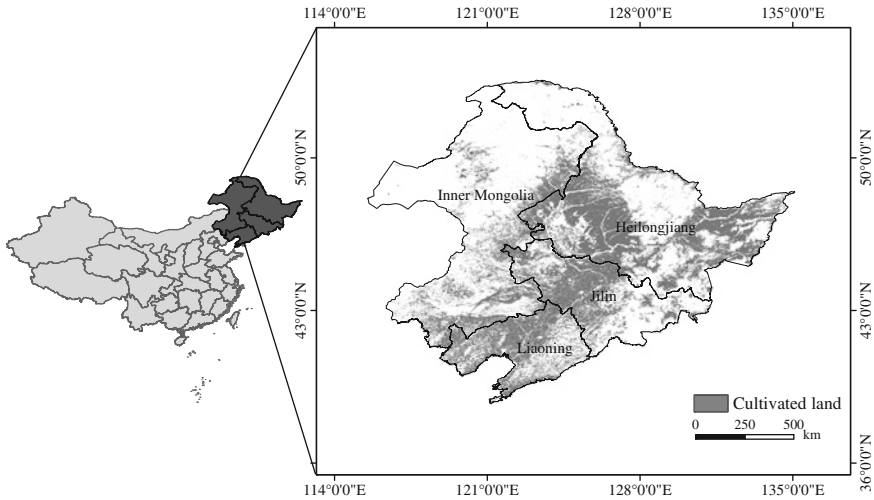 114°0'0"E 121°0'0"E 128°0'0"E 135°0'0"E
50°0'0"N 50°0'0"N
Inner Mongolia
Heilongjiang
Jilin
43°0'0"N 43°0'0"N
Liaoning
Cultivated land
0 250 500
km
36°0'0"N
114°0'0"E 121°0'0"E 128°0'0"E 135°0'0"E